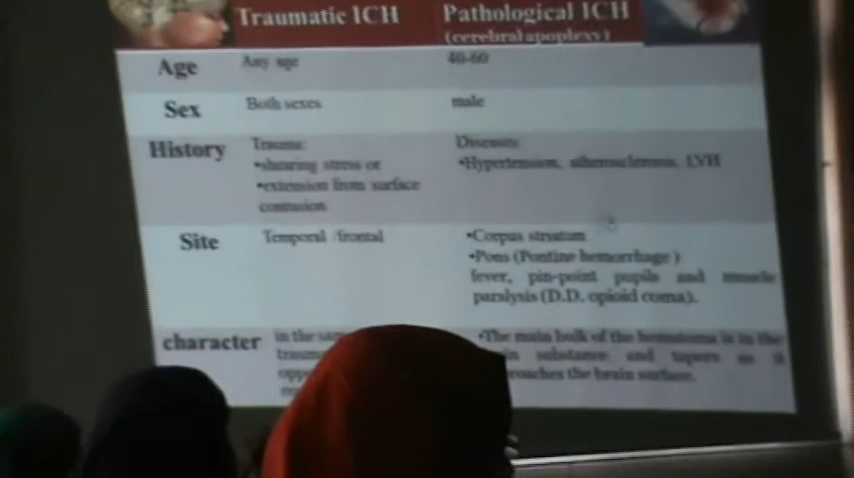 Traumatic ICH Pathological ICH
(cerebral apoplexy)
Age Any age 40-60
Sex Both sexes male
History Trauma: Diseases:
•shearing stress or •Hypertension, atherosclerosis, LVH
•extension from surface
contusion
Site Temporal /frontal •Corpus striatum
•Pons (Pontine hemorrhage )
fever, pin-point pupils and muscle
paralysis (D.D. opioid coma).
character in the •The main bulk of the hematoma is in the
substance and tapers as it
the brain surface.